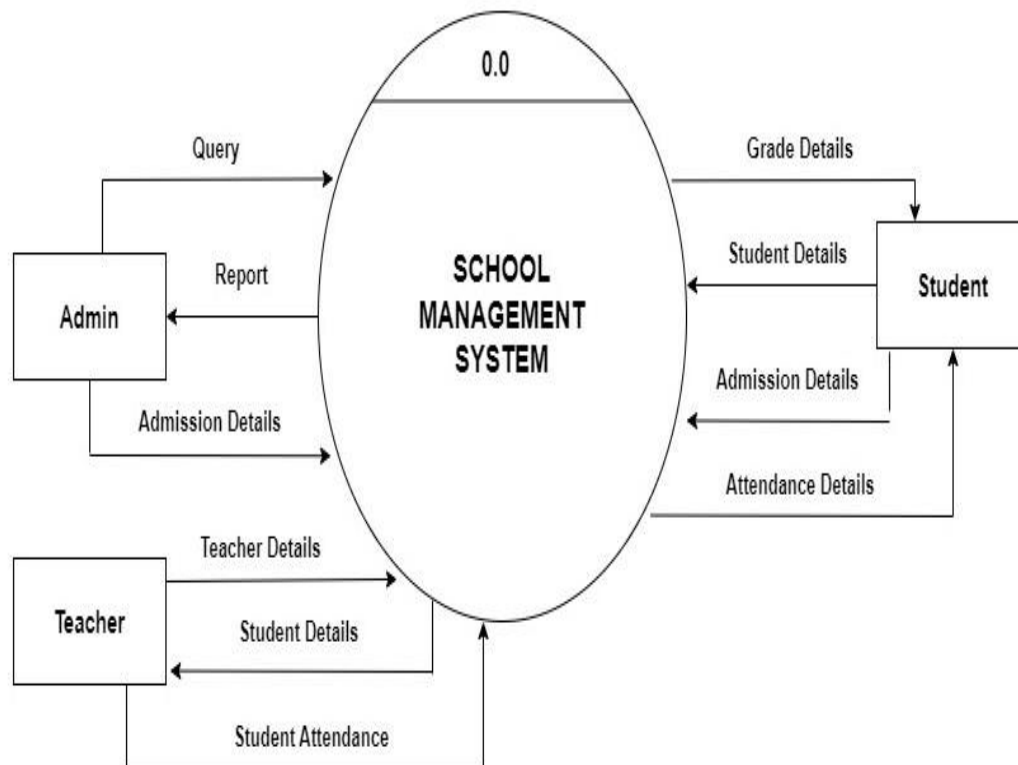 0.0
Query
Grade Details
Report
Student Details
SCHOOL
MANAGEMENT
SYSTEM
Admin
Student
Admission Details
Admission Details
Attendance Details
Teacher Details
Teacher
Student Details
Student Attendance